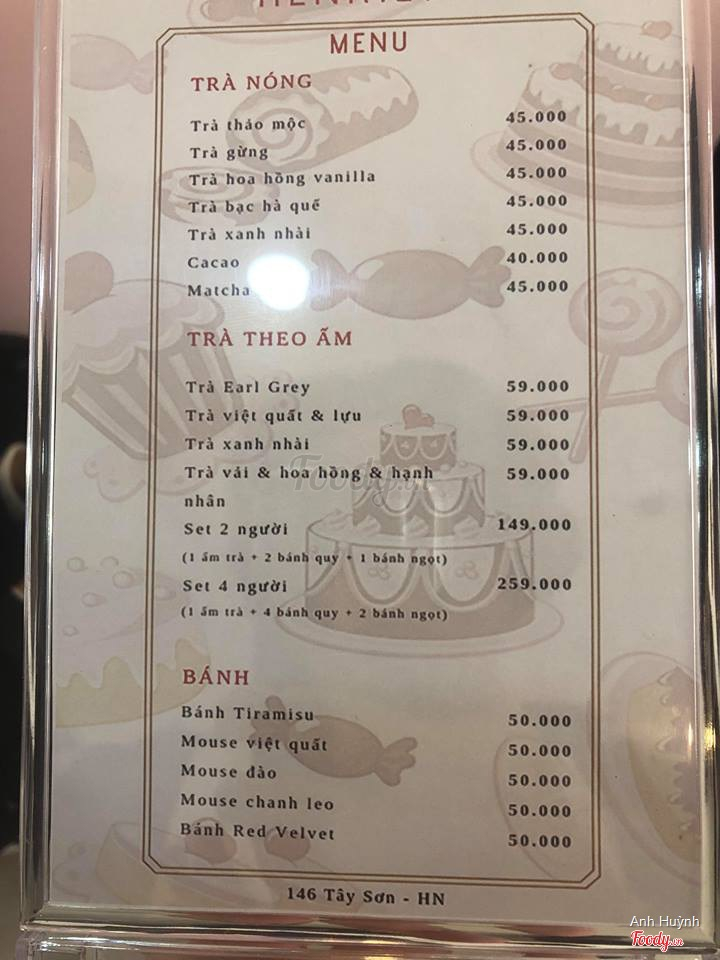 MENU
TRÀ NÓNG
Trà thảo mộc 45.000
Trà gừng 45.000
Trà hoa hồng vanilla 45.000
Trà bạc hà quế 45.000
Trà xanh nhài 45.000
Cacao 40.000
Matcha 45.000
TRÀ THEO ẤM
Trà Earl Grey 59.000
Trà việt quất & lựu 59.000
Trà xanh nhài 59.000
Trà vải & hoa hồng & hạnh 59.000
nhân
Set 2 người 149.000
(1 ấm trà + 2 bánh quy + 1 bánh ngọt)
Set 4 người 259.000
(1 ấm trà + 4 bánh quy + 2 bánh ngọt)
BÁNH
Bánh Tiramisu 50.000
Mouse việt quất 50.000
Mouse đào 50.000
Mouse chanh leo 50.000
Bánh Red Velvet 50.000
146 Tây Sơn - HN
Foody.vn
Anh Huỳnh
Foody.vn